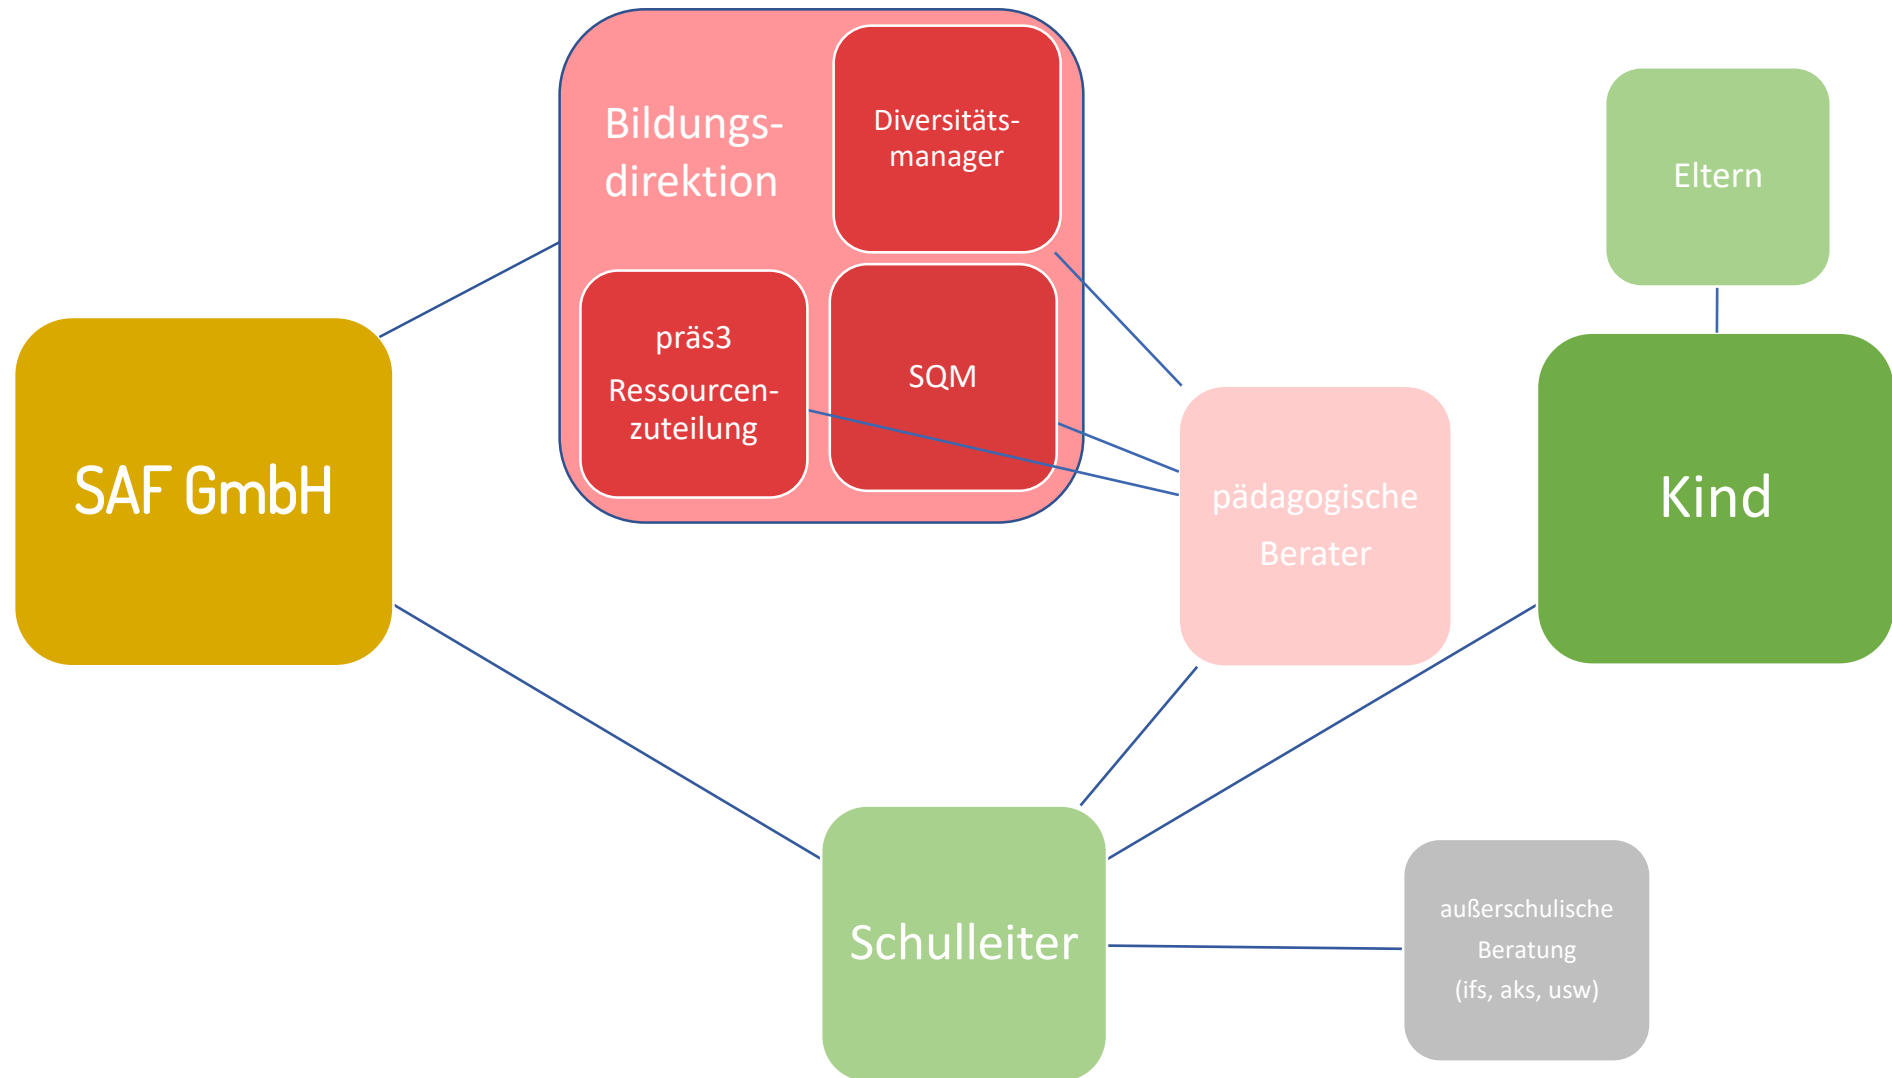 Bildungs-
direktion
Diversitäts-
manager
präs3
Ressourcen-
zuteilung
SQM
Eltern
SAF GmbH
pädagogische
Berater
Kind
Schulleiter
außerschulische
Beratung
(ifs, aks, usw)